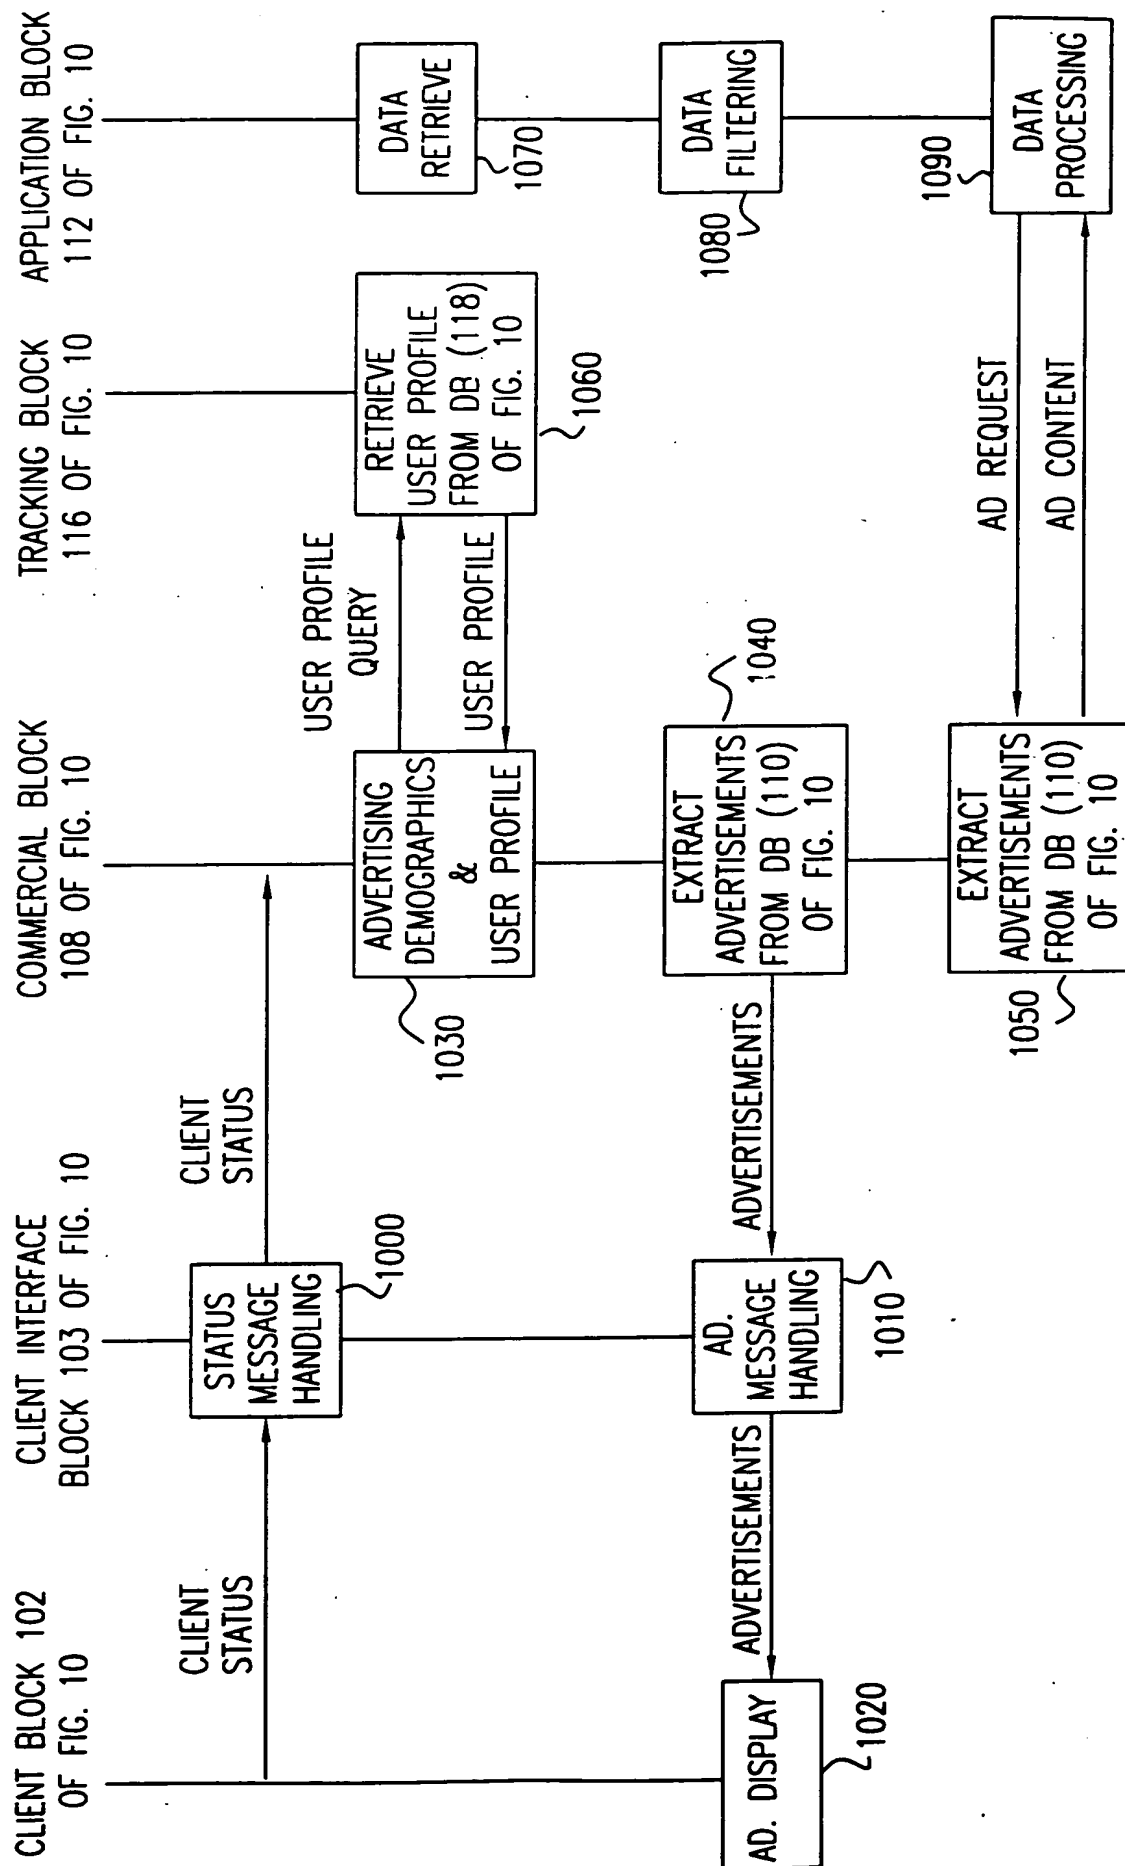 CLIENT BLOCK 102
OF FIG. 10
CLIENT INTERFACE
BLOCK 103 OF FIG. 10
COMMERCIAL BLOCK
108 OF FIG. 10
TRACKING BLOCK
116 OF FIG. 10
APPLICATION BLOCK
112 OF FIG. 10
CLIENT
STATUS
STATUS
MESSAGE
HANDLING
1000
CLIENT
STATUS
ADVERTISING
DEMOGRAPHICS
&
USER PROFILE
1030
USER PROFILE
QUERY
USER PROFILE
RETRIEVE
USER PROFILE
FROM DB (118)
OF FIG. 10
1060
DATA
RETRIEVE
1070
AD. DISPLAY
1020
ADVERTISEMENTS
AD.
MESSAGE
HANDLING
1010
ADVERTISEMENTS
EXTRACT
ADVERTISEMENTS
FROM DB (110)
OF FIG. 10
1040
DATA
FILTERING
1080
EXTRACT
ADVERTISEMENTS
FROM DB (110)
OF FIG. 10
1050
AD REQUEST
AD CONTENT
DATA
PROCESSING
1090